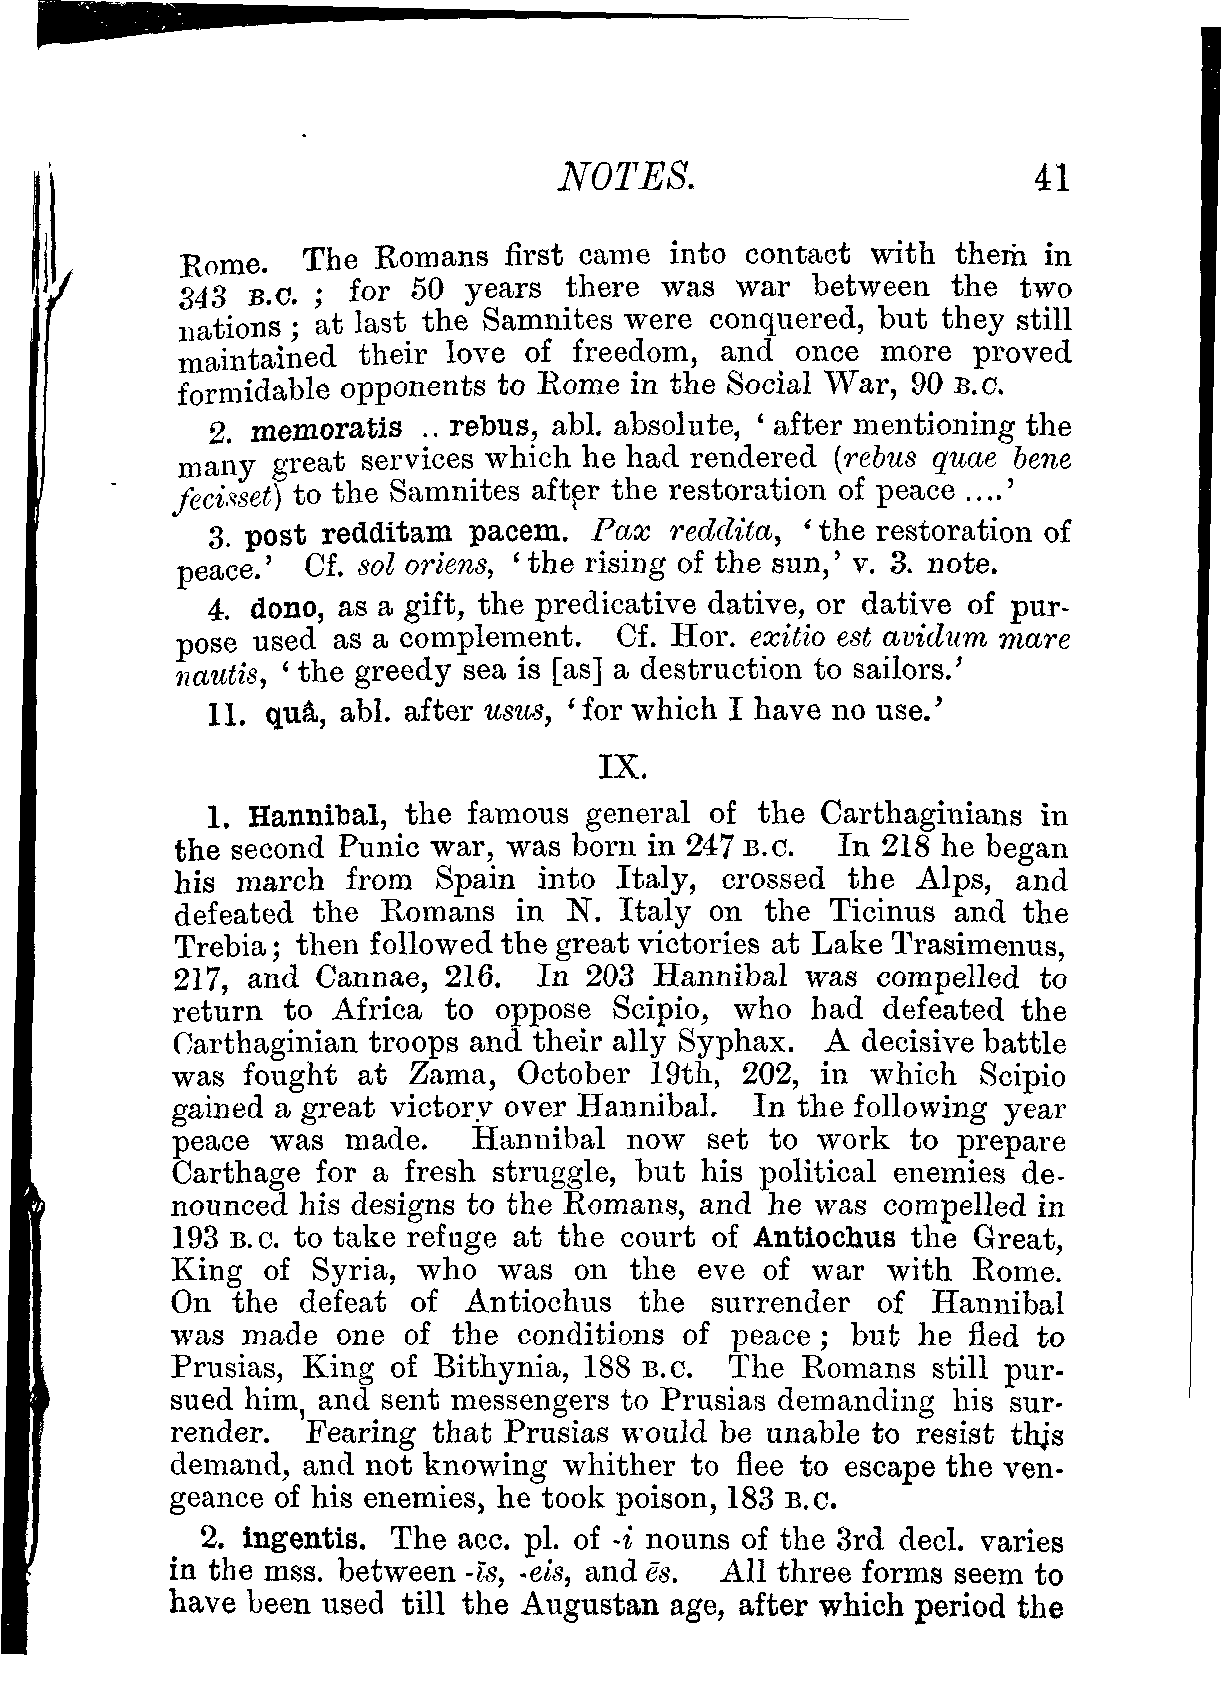 NOTES. 41
Rome. The Romans first came into contact with them in
343 B.C. ; for 50 years there was war between the two
nations ; at last the Samnites were conquered, but they still
maintained their love of freedom, and once more proved
formidable opponents to Rome in the Social War, 90 B.C.
2. memoratis .. rebus, abl. absolute, ‘ after mentioning the
many great services which he had rendered (rebus quae bene
fecisset) to the Samnites after the restoration of peace ....’
3. post redditam pacem. Pax reddita, ‘ the restoration of
peace.’ Cf. sol oriens, ‘ the rising of the sun,’ v. 3. note.
4. dono, as a gift, the predicative dative, or dative of pur-
pose used as a complement. Cf. Hor. exitio est avidum mare
nautis, ‘ the greedy sea is [as] a destruction to sailors.’
11. quâ, abl. after usus, ‘ for which I have no use.’
IX.
1. Hannibal, the famous general of the Carthaginians in
the second Punic war, was born in 247 B.C. In 218 he began
his march from Spain into Italy, crossed the Alps, and
defeated the Romans in N. Italy on the Ticinus and the
Trebia; then followed the great victories at Lake Trasimenus,
217, and Cannae, 216. In 203 Hannibal was compelled to
return to Africa to oppose Scipio, who had defeated the
Carthaginian troops and their ally Syphax. A decisive battle
was fought at Zama, October 19th, 202, in which Scipio
gained a great victory over Hannibal. In the following year
peace was made. Hannibal now set to work to prepare
Carthage for a fresh struggle, but his political enemies de-
nounced his designs to the Romans, and he was compelled in
193 B.C. to take refuge at the court of Antiochus the Great,
King of Syria, who was on the eve of war with Rome.
On the defeat of Antiochus the surrender of Hannibal
was made one of the conditions of peace ; but he fled to
Prusias, King of Bithynia, 188 B.C. The Romans still pur-
sued him, and sent messengers to Prusias demanding his sur-
render. Fearing that Prusias would be unable to resist this
demand, and not knowing whither to flee to escape the ven-
geance of his enemies, he took poison, 183 B.C.
2. ingentis. The acc. pl. of -i nouns of the 3rd decl. varies
in the mss. between -īs, -eis, and ēs. All three forms seem to
have been used till the Augustan age, after which period the